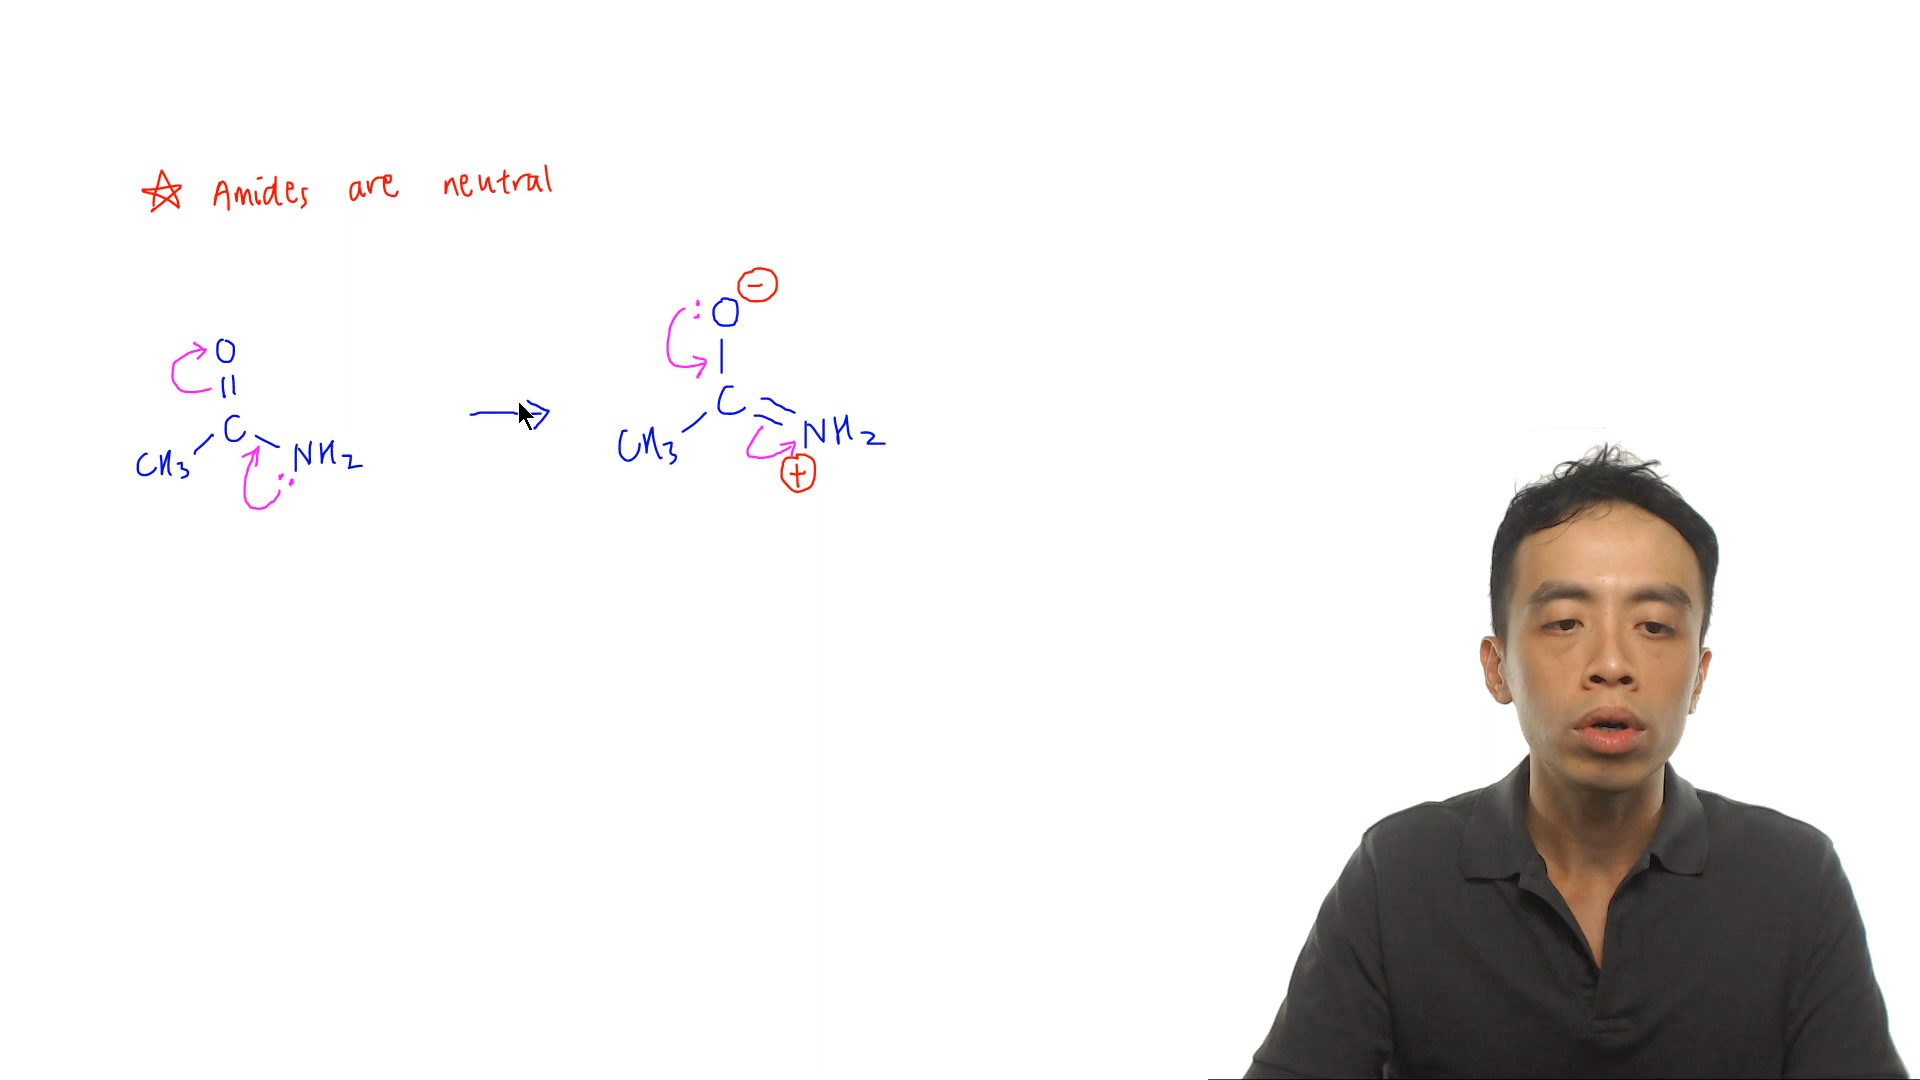 ☆ Amides are neutral
O
C
CH3
NH2
O −
C
CH3
NH2
+